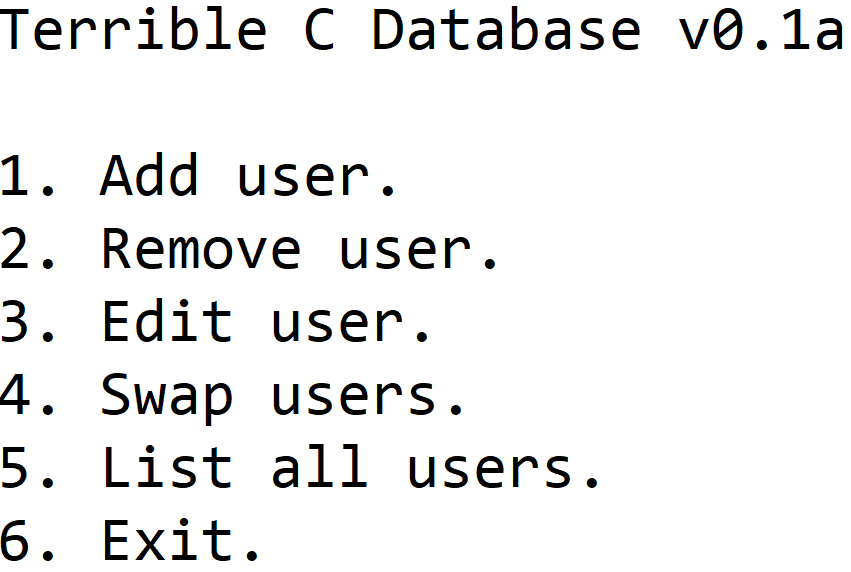 Terrible C Database v0.1a
1. Add user.
2. Remove user.
3. Edit user.
4. Swap users.
5. List all users.
6. Exit.